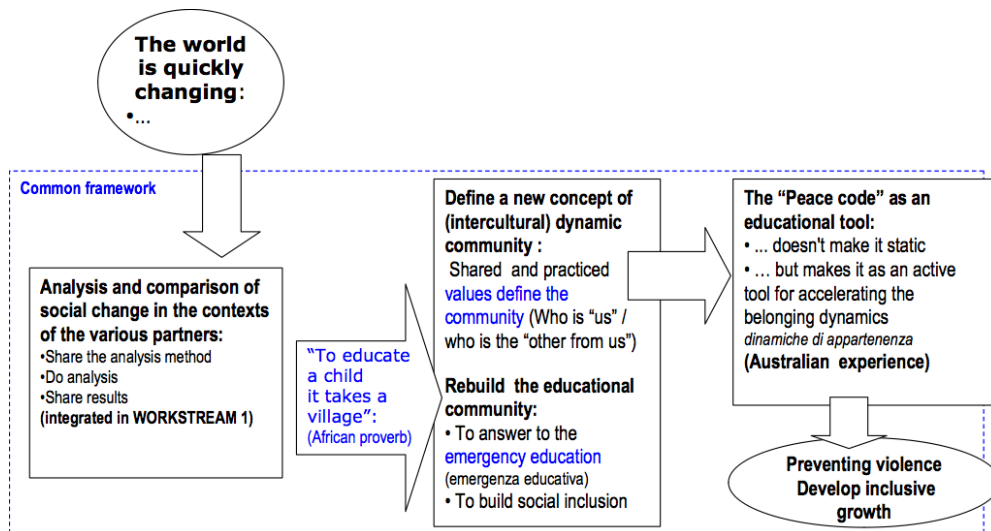 The world
is quickly
changing:
•...
Common framework
Analysis and comparison of
social change in the contexts
of the various partners:
•Share the analysis method
•Do analysis
•Share results
(integrated in WORKSTREAM 1)
“To educate
a child
it takes a
village”:
(African proverb)
Define a new concept of
(intercultural) dynamic
community :
Shared and practiced
values define the
community (Who is “us” /
who is the “other from us”)
Rebuild the educational
community:
• To answer to the
emergency education
(emergenza educativa)
• To build social inclusion
The “Peace code” as an
educational tool:
• ... doesn't make it static
• … but makes it as an active
tool for accelerating the
belonging dynamics
dinamiche di appartenenza
(Australian experience)
Preventing violence
Develop inclusive
growth